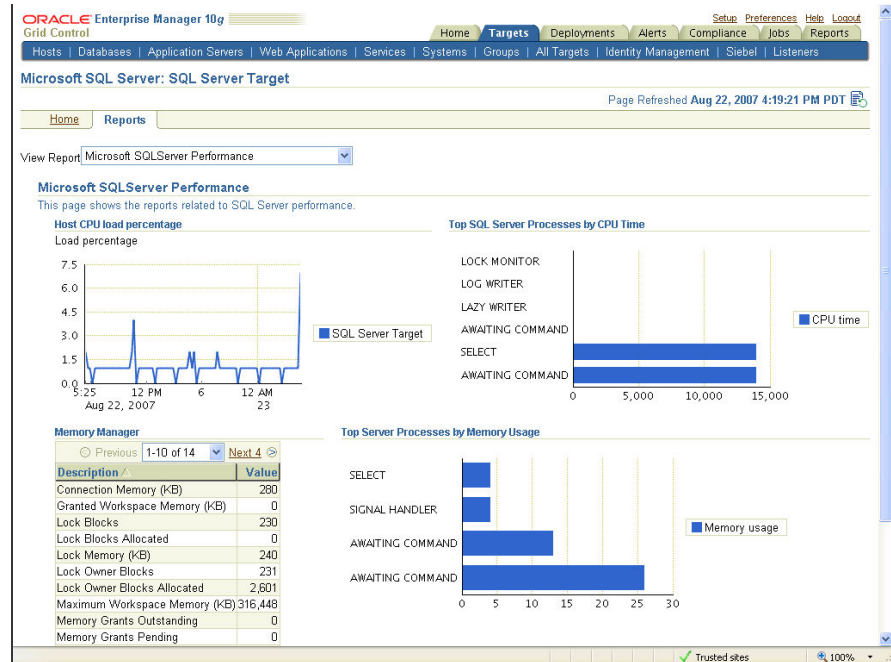 ORACLE Enterprise Manager 10g
Grid Control
Setup Preferences Help Logout
Home Targets Deployments Alerts Compliance Jobs Reports
Hosts | Databases | Application Servers | Web Applications | Services | Systems | Groups | All Targets | Identity Management | Siebel | Listeners
Microsoft SQL Server: SQL Server Target
Page Refreshed Aug 22, 2007 4:19:21 PM PDT
Home Reports
View Report Microsoft SQLServer Performance
Microsoft SQLServer Performance
This page shows the reports related to SQL Server performance.
Host CPU load percentage
Load percentage
7.5
6.0
4.5
3.0
1.5
0.0
5:25 12 PM 6 12 AM
Aug 22, 2007 23
SQL Server Target
Top SQL Server Processes by CPU Time
LOCK MONITOR
LOG WRITER
LAZY WRITER
AWAITING COMMAND
SELECT
AWAITING COMMAND
0 5,000 10,000 15,000
CPU time
Memory Manager
Previous 1-10 of 14 Next 4
Description Value
Connection Memory (KB) 280
Granted Workspace Memory (KB) 0
Lock Blocks 230
Lock Blocks Allocated 0
Lock Memory (KB) 240
Lock Owner Blocks 231
Lock Owner Blocks Allocated 2,601
Maximum Workspace Memory (KB) 316,448
Memory Grants Outstanding 0
Memory Grants Pending 0
Top Server Processes by Memory Usage
SELECT
SIGNAL HANDLER
AWAITING COMMAND
AWAITING COMMAND
0 5 10 15 20 25 30
Memory usage
Trusted sites 100%